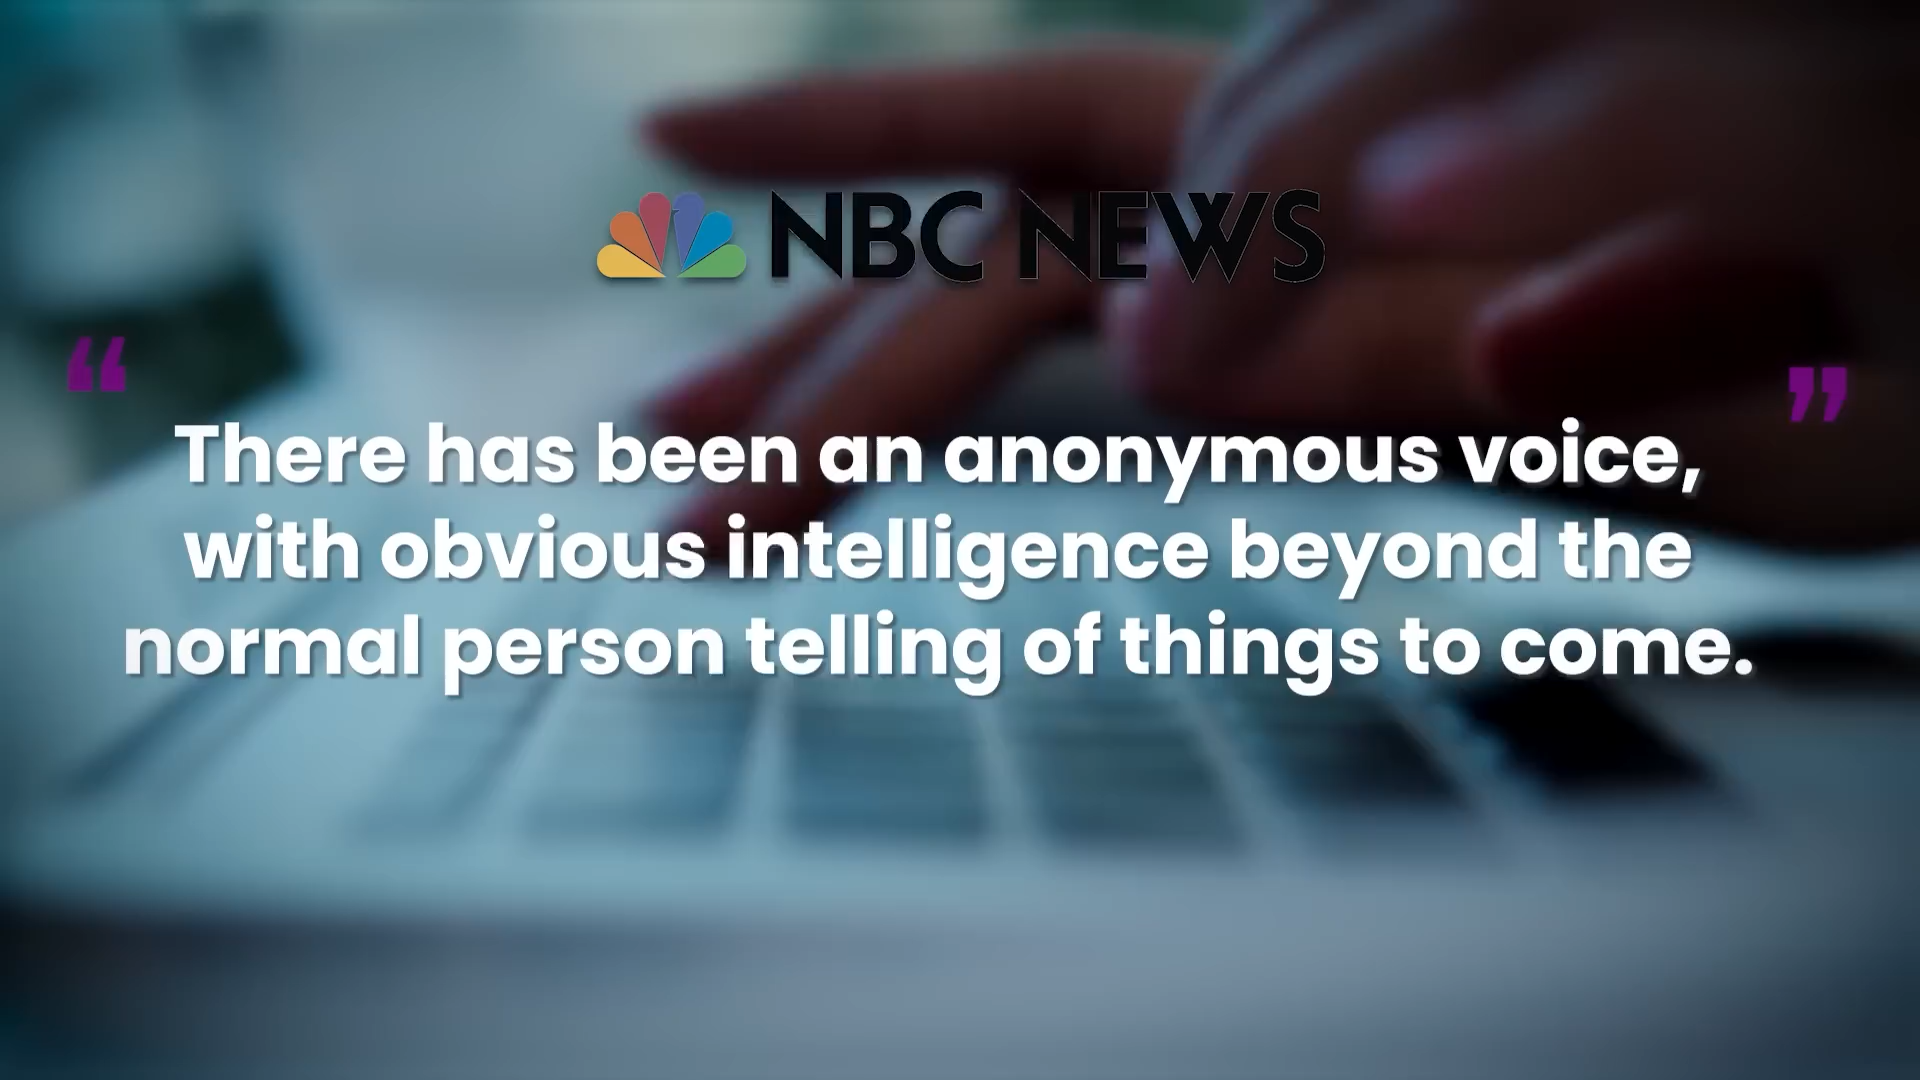 NBC NEWS
“ ”
There has been an anonymous voice,
with obvious intelligence beyond the
normal person telling of things to come.